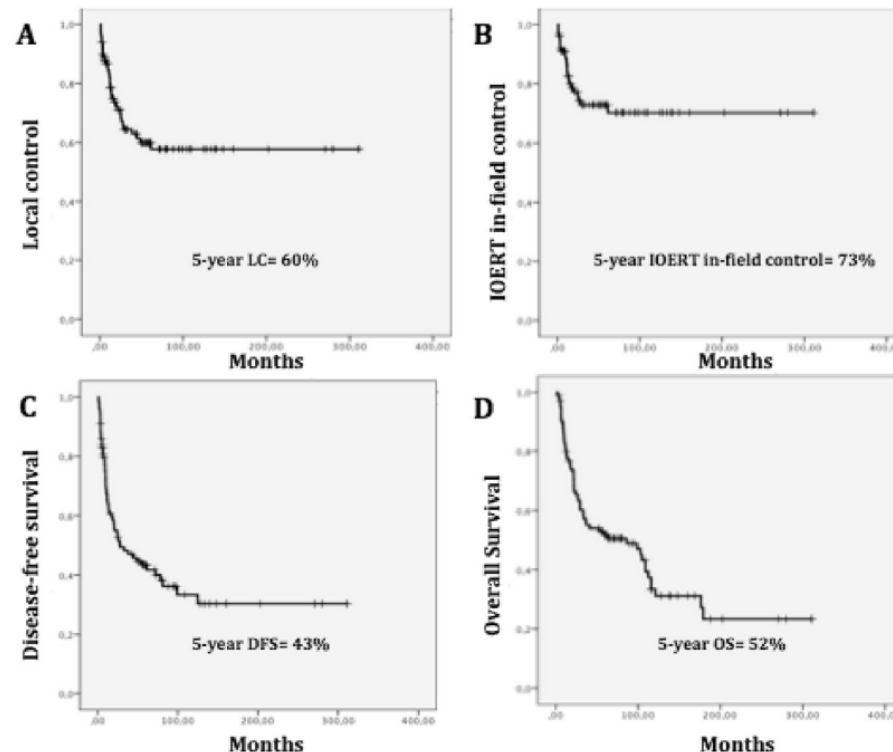 A
Local control
1,0
0,8
0,6
0,4
0,2
0,0
5-year LC= 60%
,00
100,00
200,00
300,00
400,00
Months
B
IOERT in-field control
1,0
0,8
0,6
0,4
0,2
0,0
5-year IOERT in-field control= 73%
,00
100,00
200,00
300,00
400,00
Months
C
Disease-free survival
1,0
0,8
0,6
0,4
0,2
0,0
5-year DFS= 43%
,00
100,00
200,00
300,00
400,00
Months
D
Overall Survival
1,0
0,8
0,6
0,4
0,2
0,0
5-year OS= 52%
,00
100,00
200,00
300,00
400,00
Months